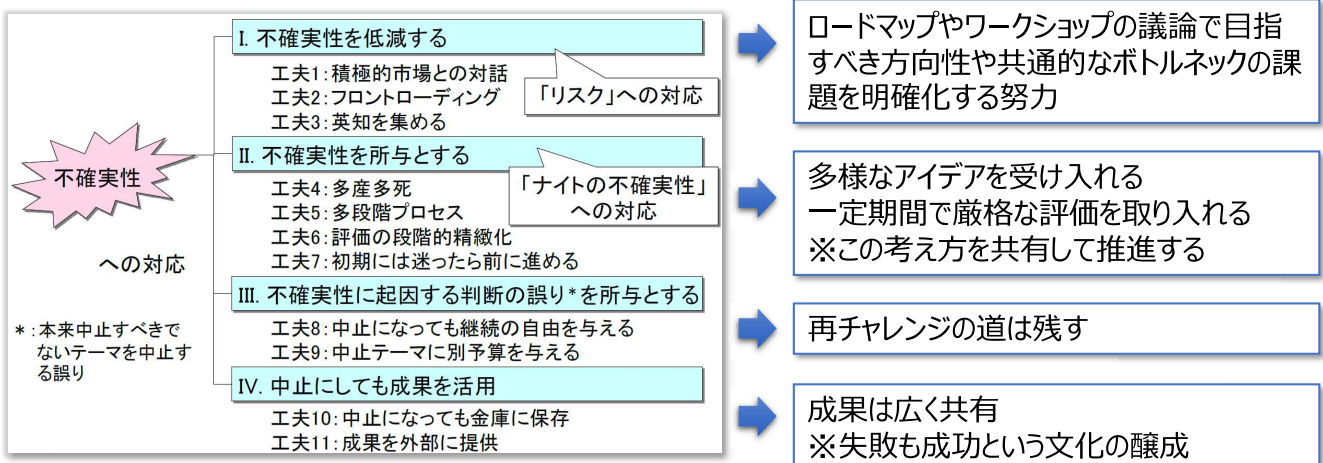 I. 不確実性を低減する
工夫1:積極的市場との対話
工夫2:フロントローディング
工夫3:英知を集める
「リスク」への対応
II. 不確実性を所与とする
工夫4:多産多死
工夫5:多段階プロセス
工夫6:評価の段階的精緻化
工夫7:初期には迷ったら前に進める
「ナイトの不確実性」
への対応
III. 不確実性に起因する判断の誤り*を所与とする
工夫8:中止になっても継続の自由を与える
工夫9:中止テーマに別予算を与える
IV. 中止にしても成果を活用
工夫10:中止になっても金庫に保存
工夫11:成果を外部に提供
不確実性
への対応
*:本来中止すべきで
ないテーマを中止す
る誤り
ロードマップやワークショップの議論で目指
すべき方向性や共通的なボトルネックの課
題を明確化する努力
多様なアイデアを受け入れる
一定期間で厳格な評価を取り入れる
※この考え方を共有して推進する
再チャレンジの道は残す
成果は広く共有
※失敗も成功という文化の醸成